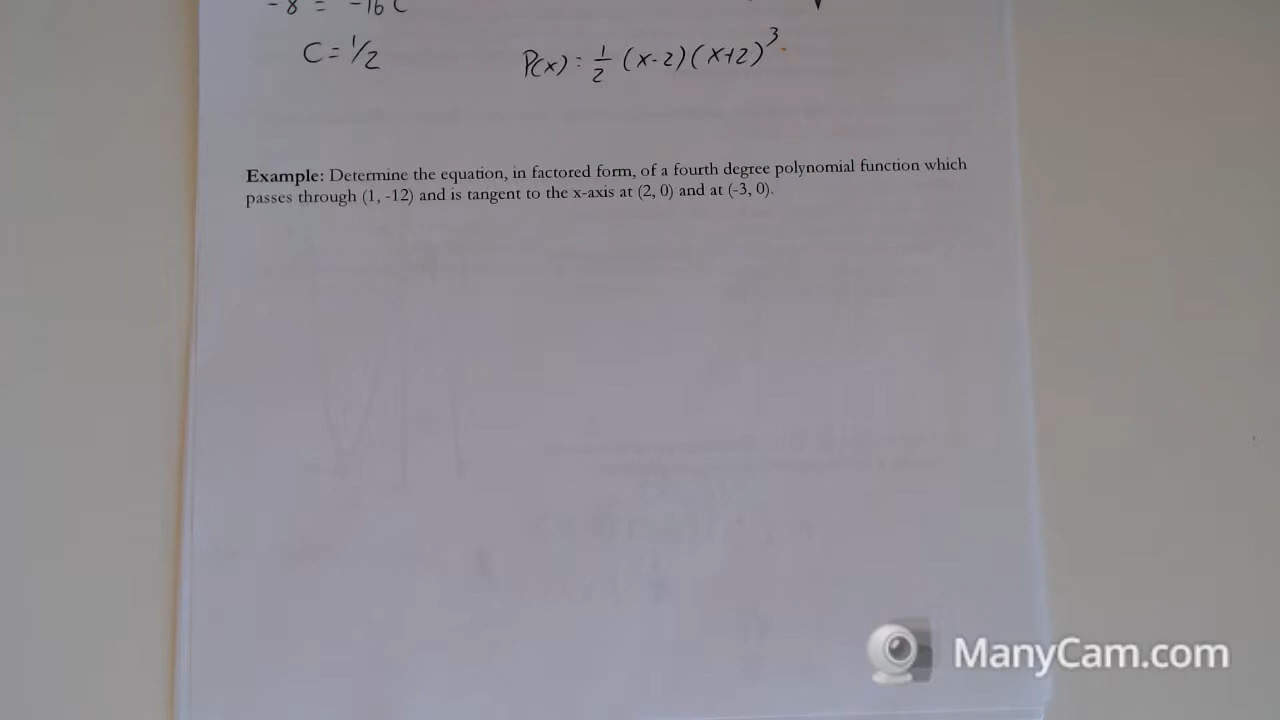 -8 = -16C
C = 1/2
P(x) = 1/2 (x-2)(x+2)^3
Example: Determine the equation, in factored form, of a fourth degree polynomial function which
passes through (1, -12) and is tangent to the x-axis at (2, 0) and at (-3, 0).
ManyCam.com